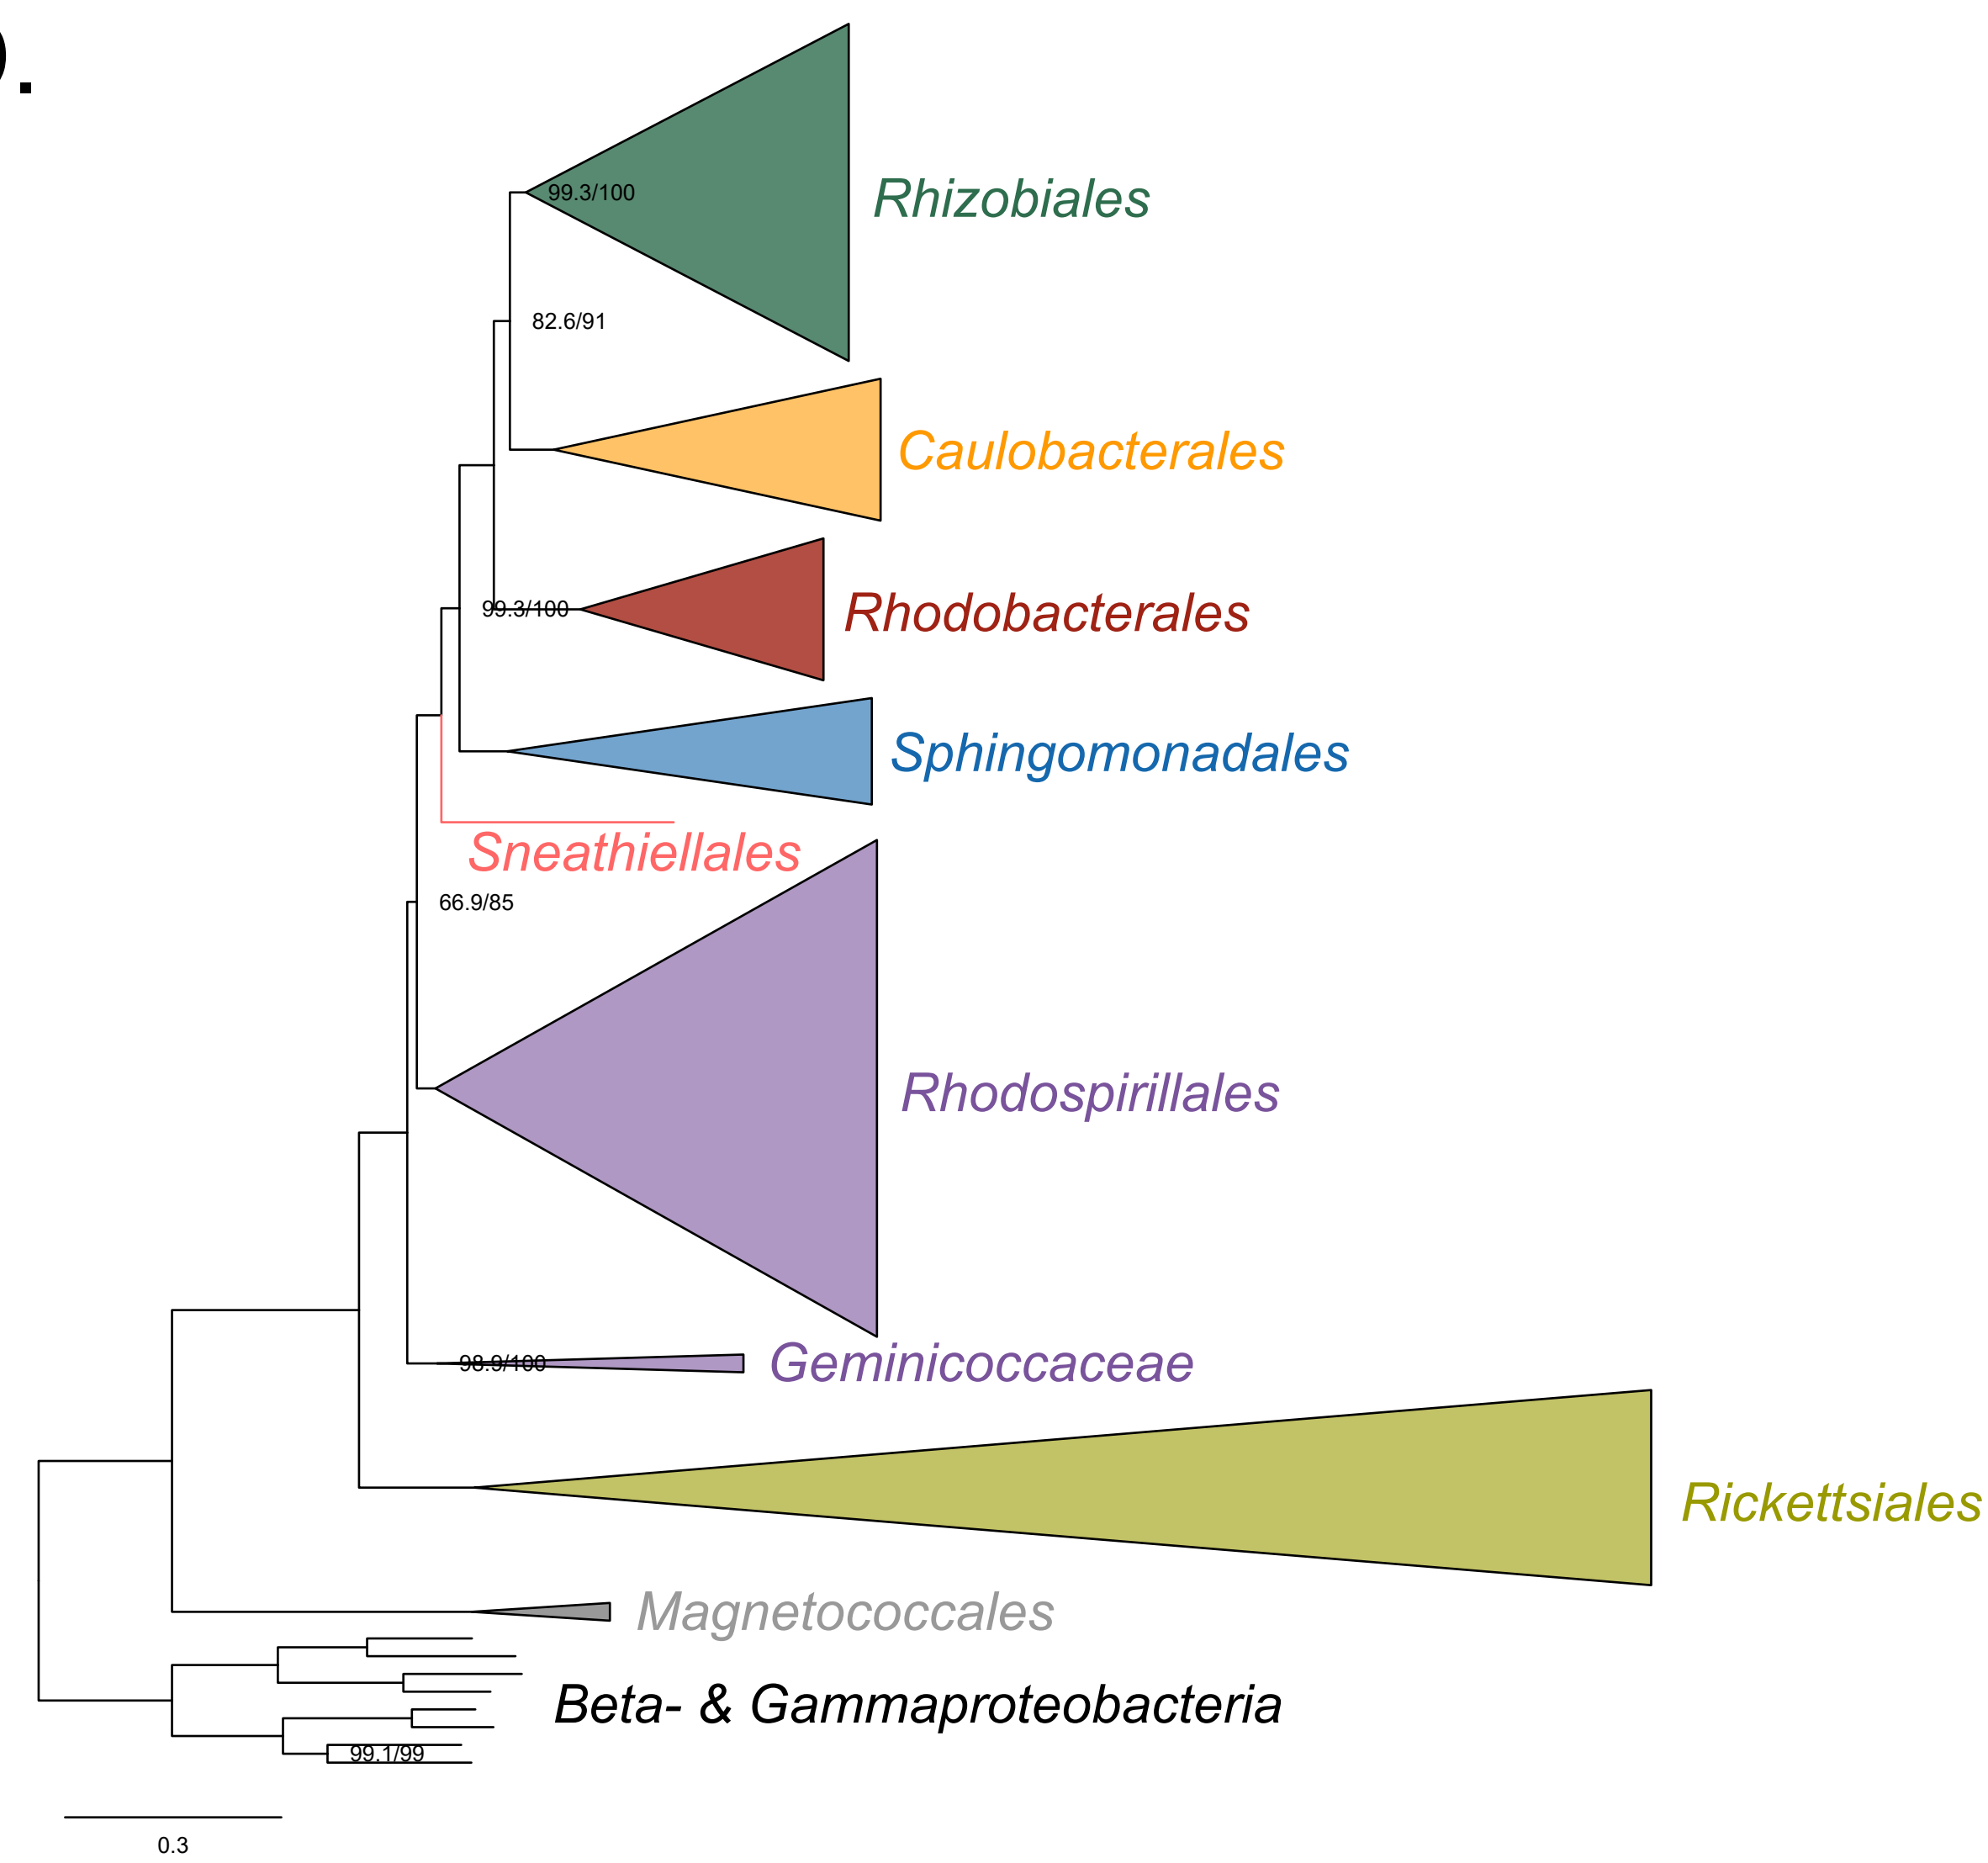 .
99.3/100
Rhizobiales
82.6/91
Caulobacterales
99.3/100
Rhodobacterales
Sphingomonadales
Sneathiellales
66.9/85
Rhodospirillales
98.9/100
Geminicoccaceae
Rickettsiales
Magnetococcales
Beta- & Gammaproteobacteria
99.1/99
0.3